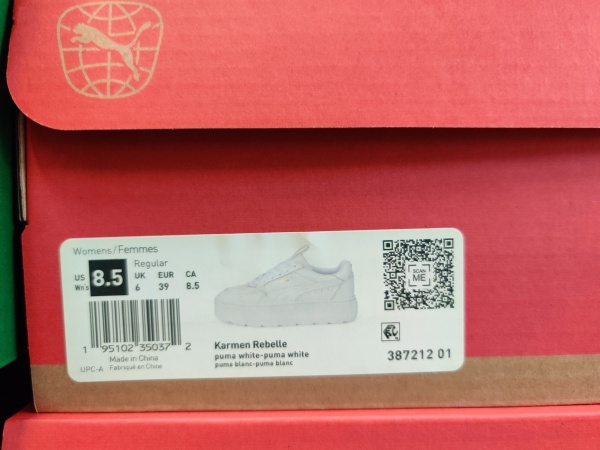 Womens/Femmes
Regular
US Wn's 8.5 UK 6 EUR 39 CA 8.5
SCAN ME
1 95102 35037 2
Made in China
UPC-A Fabriqué en Chine
Karmen Rebelle
puma white-puma white
puma blanc-puma blanc
387212 01